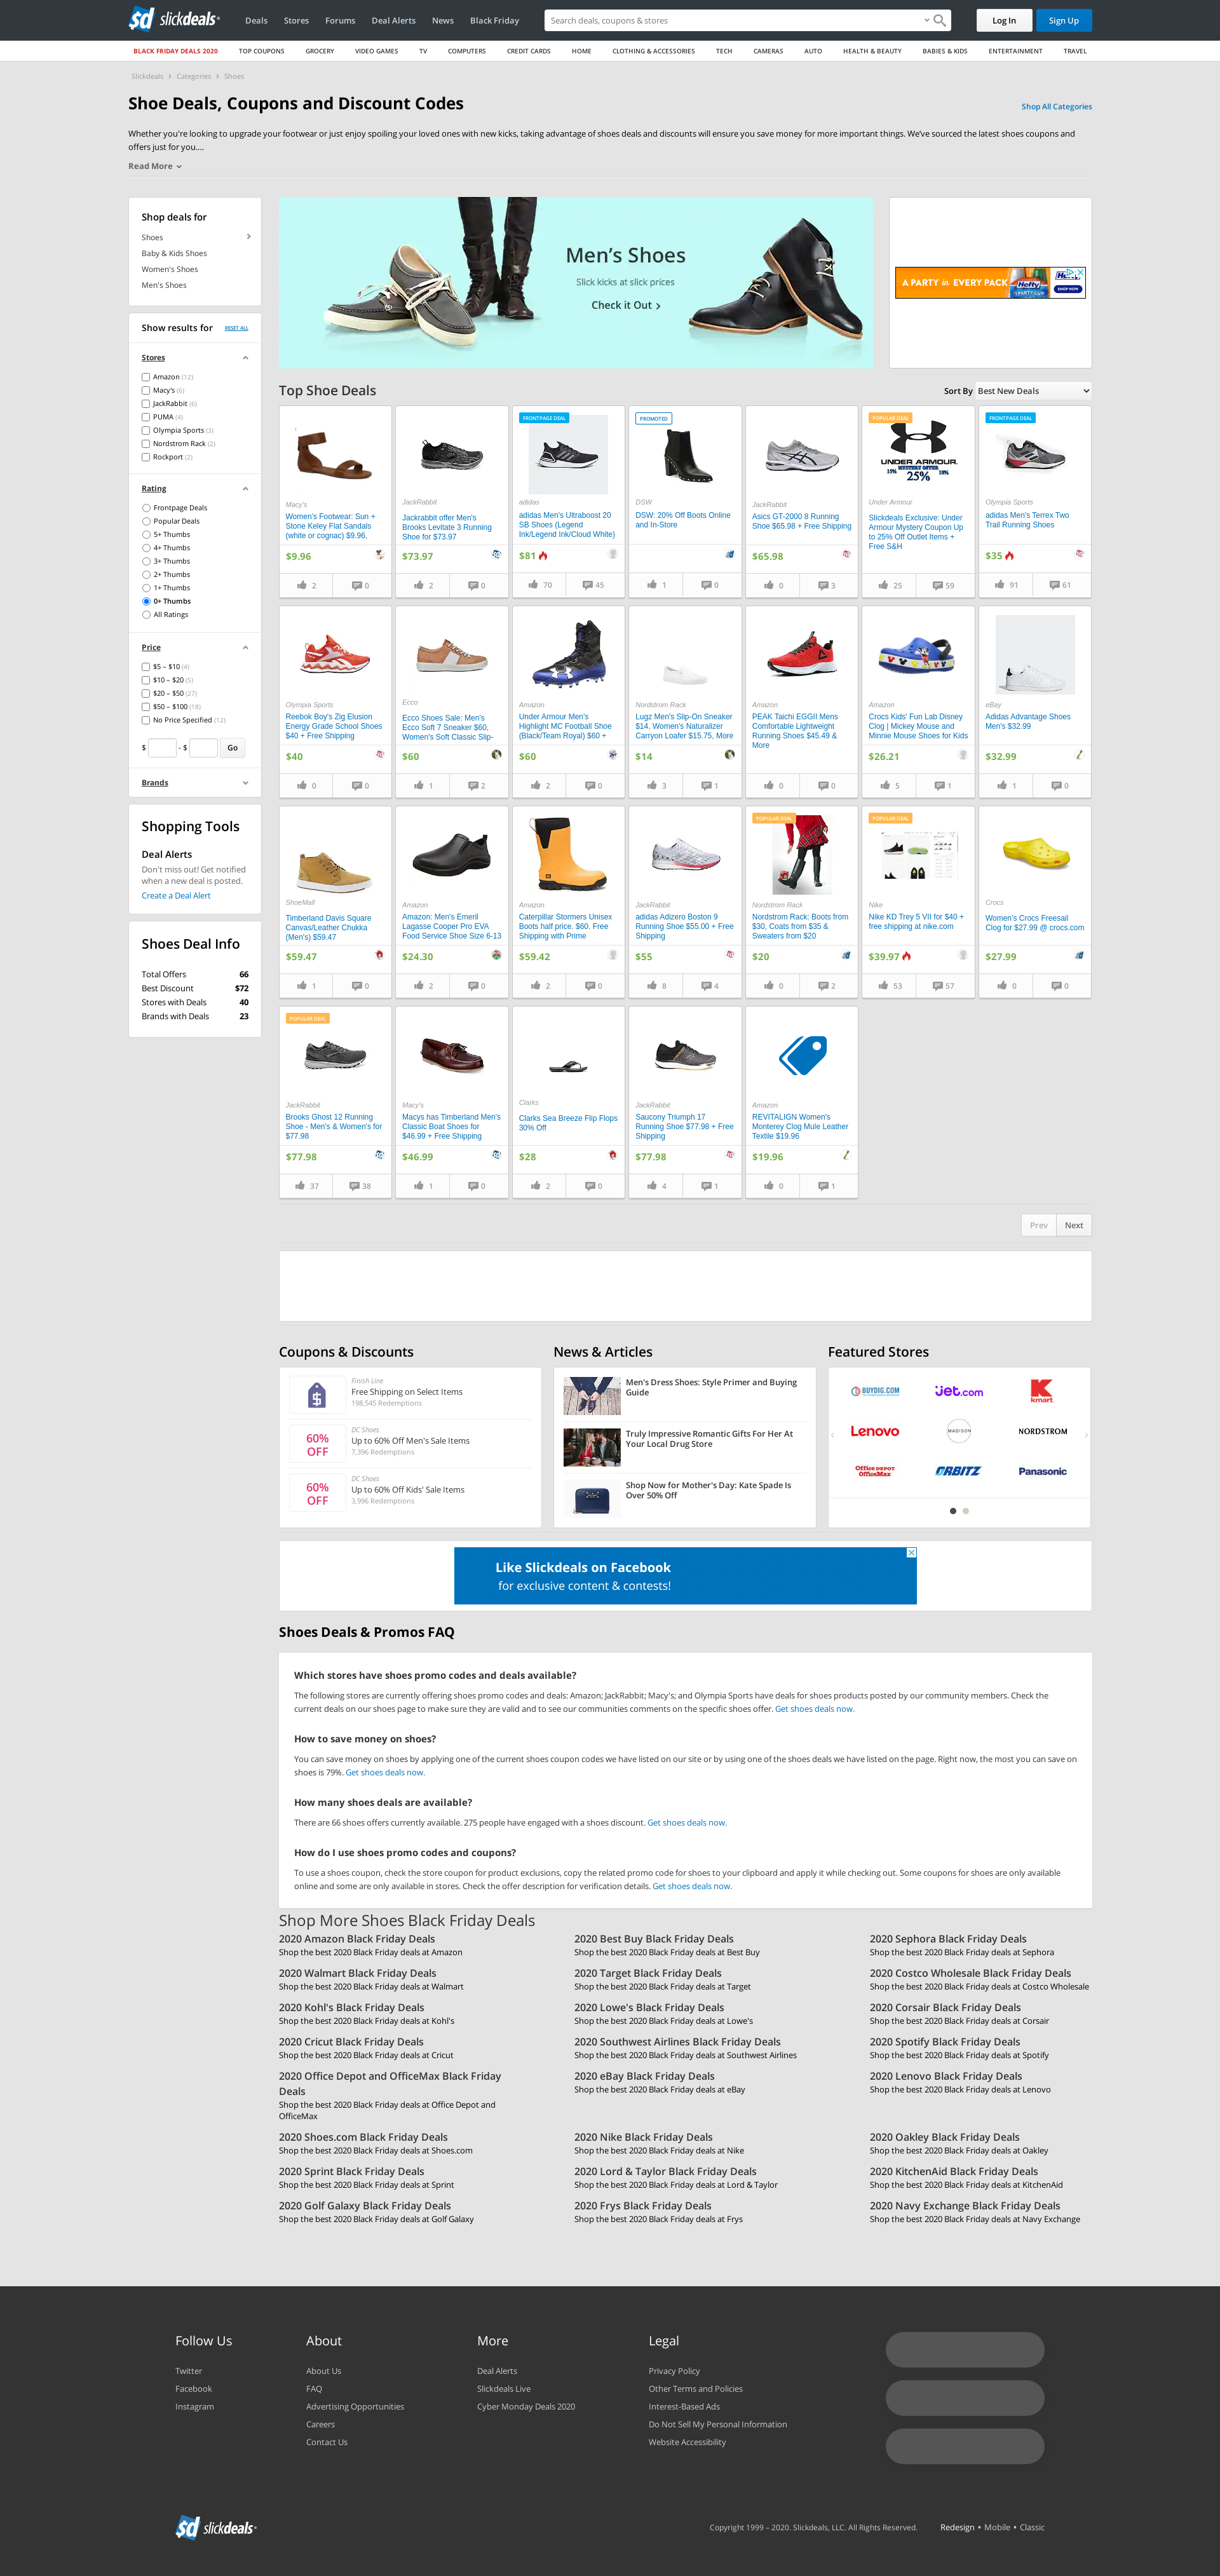 sd slickdeals
Deals
Stores
Forums
Deal Alerts
News
Black Friday
Search deals, coupons & stores
Log In
Sign Up
BLACK FRIDAY DEALS 2020
TOP COUPONS
GROCERY
VIDEO GAMES
TV
COMPUTERS
CREDIT CARDS
HOME
CLOTHING & ACCESSORIES
TECH
CAMERAS
AUTO
HEALTH & BEAUTY
BABIES & KIDS
ENTERTAINMENT
TRAVEL
Slickdeals > Categories > Shoes
Shoe Deals, Coupons and Discount Codes
Shop All Categories
Whether you're looking to upgrade your footwear or just enjoy spoiling your loved ones with new kicks, taking advantage of shoes deals and discounts will ensure you save money for more important things. We've sourced the latest shoes coupons and
offers just for you....
Read More
Shop deals for
Shoes
Baby & Kids Shoes
Women's Shoes
Men's Shoes
Show results for
RESET ALL
Stores
Amazon (12)
Macy's (6)
JackRabbit (6)
PUMA (4)
Olympia Sports (3)
Nordstrom Rack (2)
Rockport (2)
Rating
Frontpage Deals
Popular Deals
5+ Thumbs
4+ Thumbs
3+ Thumbs
2+ Thumbs
1+ Thumbs
0+ Thumbs
All Ratings
Price
$5 – $10 (4)
$10 – $20 (5)
$20 – $50 (27)
$50 – $100 (18)
No Price Specified (12)
$ - $ Go
Brands
Shopping Tools
Deal Alerts
Don't miss out! Get notified
when a new deal is posted.
Create a Deal Alert
Shoes Deal Info
Total Offers 66
Best Discount $72
Stores with Deals 40
Brands with Deals 23
Men's Shoes
Slick kicks at slick prices
Check it Out >
A PARTY in EVERY PACK
Hefty
SHOP NOW
Top Shoe Deals
Sort By Best New Deals
Macy's
Women's Footwear: Sun +
Stone Keley Flat Sandals
(white or cognac) $9.96,
$9.96
2
0
JackRabbit
Jackrabbit offer Men's
Brooks Levitate 3 Running
Shoe for $73.97
$73.97
2
0
FRONTPAGE DEAL
adidas
adidas Men's Ultraboost 20
SB Shoes (Legend
Ink/Legend Ink/Cloud White)
$81
70
45
PROMOTED
DSW
DSW: 20% Off Boots Online
and In-Store
1
0
JackRabbit
Asics GT-2000 8 Running
Shoe $65.98 + Free Shipping
$65.98
0
3
POPULAR DEAL
UNDER ARMOUR
15% MYSTERY OFFER 20%
25%
Under Armour
Slickdeals Exclusive: Under
Armour Mystery Coupon Up
to 25% Off Outlet Items +
Free S&H
25
59
FRONTPAGE DEAL
Olympia Sports
adidas Men's Terrex Two
Trail Running Shoes
$35
91
61
Olympia Sports
Reebok Boy's Zig Elusion
Energy Grade School Shoes
$40 + Free Shipping
$40
0
0
Ecco
Ecco Shoes Sale: Men's
Ecco Soft 7 Sneaker $60,
Women's Soft Classic Slip-
$60
1
2
Amazon
Under Armour Men's
Highlight MC Football Shoe
(Black/Team Royal) $60 +
$60
2
0
Nordstrom Rack
Lugz Men's Slip-On Sneaker
$14, Women's Naturalizer
Carryon Loafer $15.75, More
$14
3
1
Amazon
PEAK Taichi EGGII Mens
Comfortable Lightweight
Running Shoes $45.49 &
More
0
0
Amazon
Crocs Kids' Fun Lab Disney
Clog | Mickey Mouse and
Minnie Mouse Shoes for Kids
$26.21
5
1
eBay
Adidas Advantage Shoes
Men's $32.99
$32.99
1
0
ShoeMall
Timberland Davis Square
Canvas/Leather Chukka
(Men's) $59.47
$59.47
1
0
Amazon
Amazon: Men's Emeril
Lagasse Cooper Pro EVA
Food Service Shoe Size 6-13
$24.30
2
0
Amazon
Caterpillar Stormers Unisex
Boots half price. $60. Free
Shipping with Prime
$59.42
2
0
JackRabbit
adidas Adizero Boston 9
Running Shoe $55.00 + Free
Shipping
$55
8
4
POPULAR DEAL
Nordstrom Rack
Nordstrom Rack: Boots from
$30, Coats from $35 &
Sweaters from $20
$20
0
2
POPULAR DEAL
Nike
Nike KD Trey 5 VII for $40 +
free shipping at nike.com
$39.97
53
57
Crocs
Women's Crocs Freesail
Clog for $27.99 @ crocs.com
$27.99
0
0
POPULAR DEAL
JackRabbit
Brooks Ghost 12 Running
Shoe - Men's & Women's for
$77.98
$77.98
37
38
Macy's
Macys has Timberland Men's
Classic Boat Shoes for
$46.99 + Free Shipping
$46.99
1
0
Clarks
Clarks Sea Breeze Flip Flops
30% Off
$28
2
0
JackRabbit
Saucony Triumph 17
Running Shoe $77.98 + Free
Shipping
$77.98
4
1
Amazon
REVITALIGN Women's
Monterey Clog Mule Leather
Textile $19.96
$19.96
0
1
Prev
Next
Coupons & Discounts
Finish Line
Free Shipping on Select Items
198,545 Redemptions
60%
OFF
DC Shoes
Up to 60% Off Men's Sale Items
7,396 Redemptions
60%
OFF
DC Shoes
Up to 60% Off Kids' Sale Items
3,996 Redemptions
News & Articles
Men's Dress Shoes: Style Primer and Buying
Guide
Truly Impressive Romantic Gifts For Her At
Your Local Drug Store
Shop Now for Mother's Day: Kate Spade Is
Over 50% Off
Featured Stores
BUYDIG.COM
Jet.com
kmart
Lenovo
MADISON
NORDSTROM
Office DEPOT
OfficeMax
ORBITZ
Panasonic
Like Slickdeals on Facebook
for exclusive content & contests!
Shoes Deals & Promos FAQ
Which stores have shoes promo codes and deals available?
The following stores are currently offering shoes promo codes and deals: Amazon; JackRabbit; Macy's; and Olympia Sports have deals for shoes products posted by our community members. Check the
current deals on our shoes page to make sure they are valid and to see our communities comments on the specific shoes offer. Get shoes deals now.
How to save money on shoes?
You can save money on shoes by applying one of the current shoes coupon codes we have listed on our site or by using one of the shoes deals we have listed on the page. Right now, the most you can save on
shoes is 79%. Get shoes deals now.
How many shoes deals are available?
There are 66 shoes offers currently available. 275 people have engaged with a shoes discount. Get shoes deals now.
How do I use shoes promo codes and coupons?
To use a shoes coupon, check the store coupon for product exclusions, copy the related promo code for shoes to your clipboard and apply it while checking out. Some coupons for shoes are only available
online and some are only available in stores. Check the offer description for verification details. Get shoes deals now.
Shop More Shoes Black Friday Deals
2020 Amazon Black Friday Deals
Shop the best 2020 Black Friday deals at Amazon
2020 Best Buy Black Friday Deals
Shop the best 2020 Black Friday deals at Best Buy
2020 Sephora Black Friday Deals
Shop the best 2020 Black Friday deals at Sephora
2020 Walmart Black Friday Deals
Shop the best 2020 Black Friday deals at Walmart
2020 Target Black Friday Deals
Shop the best 2020 Black Friday deals at Target
2020 Costco Wholesale Black Friday Deals
Shop the best 2020 Black Friday deals at Costco Wholesale
2020 Kohl's Black Friday Deals
Shop the best 2020 Black Friday deals at Kohl's
2020 Lowe's Black Friday Deals
Shop the best 2020 Black Friday deals at Lowe's
2020 Corsair Black Friday Deals
Shop the best 2020 Black Friday deals at Corsair
2020 Cricut Black Friday Deals
Shop the best 2020 Black Friday deals at Cricut
2020 Southwest Airlines Black Friday Deals
Shop the best 2020 Black Friday deals at Southwest Airlines
2020 Spotify Black Friday Deals
Shop the best 2020 Black Friday deals at Spotify
2020 Office Depot and OfficeMax Black Friday
Deals
Shop the best 2020 Black Friday deals at Office Depot and
OfficeMax
2020 eBay Black Friday Deals
Shop the best 2020 Black Friday deals at eBay
2020 Lenovo Black Friday Deals
Shop the best 2020 Black Friday deals at Lenovo
2020 Shoes.com Black Friday Deals
Shop the best 2020 Black Friday deals at Shoes.com
2020 Nike Black Friday Deals
Shop the best 2020 Black Friday deals at Nike
2020 Oakley Black Friday Deals
Shop the best 2020 Black Friday deals at Oakley
2020 Sprint Black Friday Deals
Shop the best 2020 Black Friday deals at Sprint
2020 Lord & Taylor Black Friday Deals
Shop the best 2020 Black Friday deals at Lord & Taylor
2020 KitchenAid Black Friday Deals
Shop the best 2020 Black Friday deals at KitchenAid
2020 Golf Galaxy Black Friday Deals
Shop the best 2020 Black Friday deals at Golf Galaxy
2020 Frys Black Friday Deals
Shop the best 2020 Black Friday deals at Frys
2020 Navy Exchange Black Friday Deals
Shop the best 2020 Black Friday deals at Navy Exchange
Follow Us
Twitter
Facebook
Instagram
About
About Us
FAQ
Advertising Opportunities
Careers
Contact Us
More
Deal Alerts
Slickdeals Live
Cyber Monday Deals 2020
Legal
Privacy Policy
Other Terms and Policies
Interest-Based Ads
Do Not Sell My Personal Information
Website Accessibility
sd slickdeals
Copyright 1999 – 2020. Slickdeals, LLC. All Rights Reserved.
Redesign • Mobile • Classic